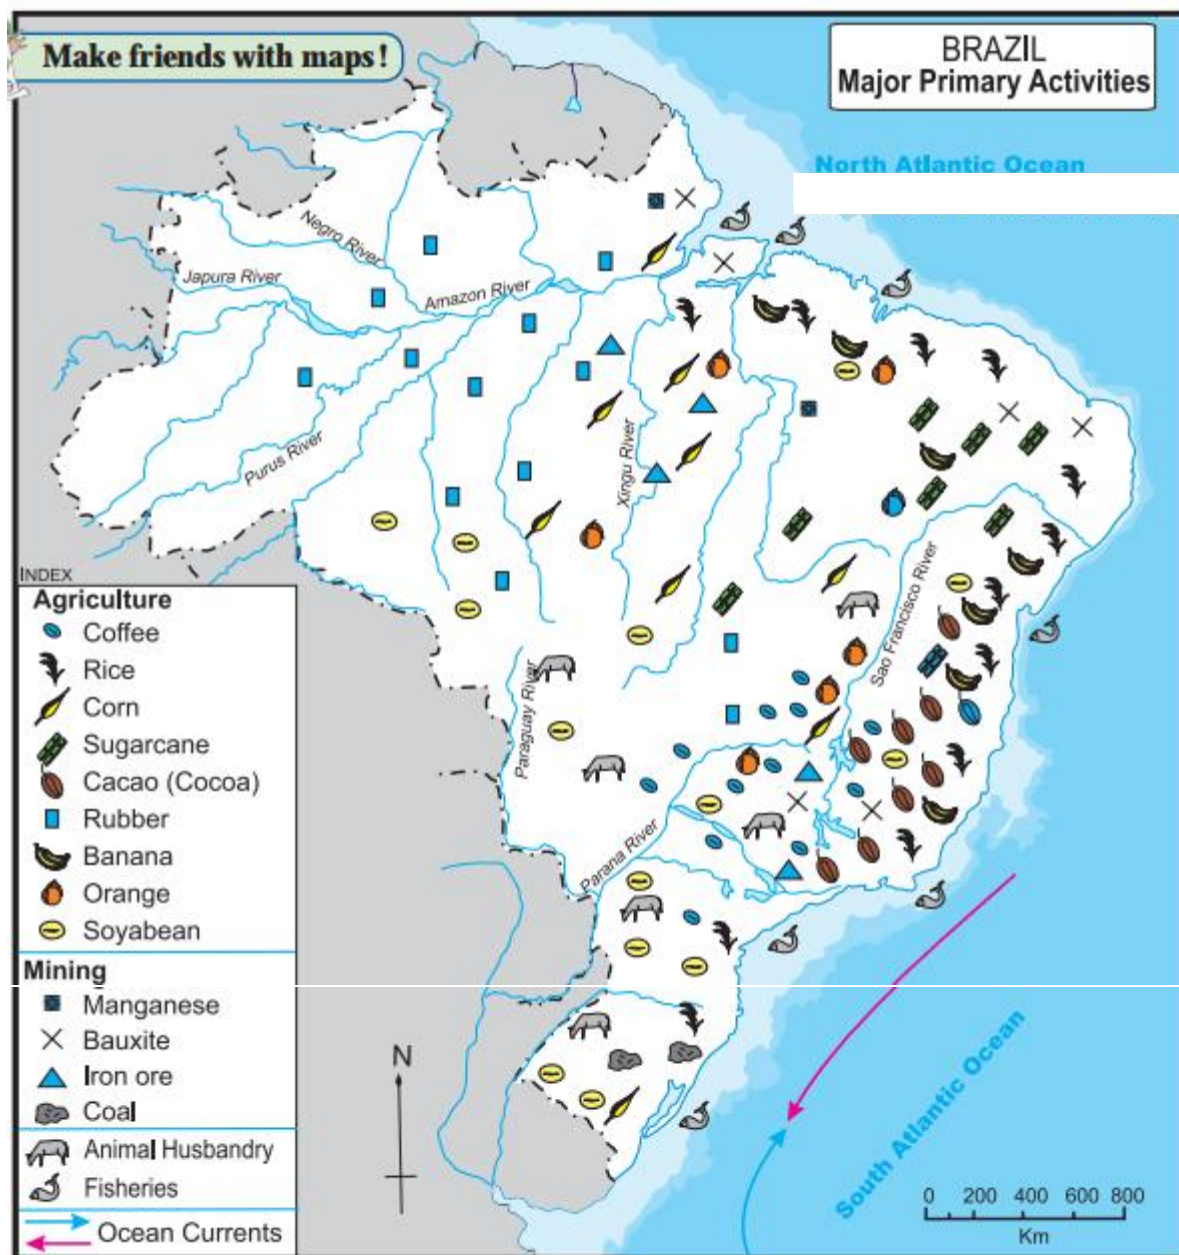 Make friends with maps!
BRAZIL
Major Primary Activities
North Atlantic Ocean
Negro River
Japura River
Amazon River
Purus River
Xingu River
Sao Francisco River
Paraguay River
Parana River
INDEX
Agriculture
Coffee
Rice
Corn
Sugarcane
Cacao (Cocoa)
Rubber
Banana
Orange
Soyabean
Mining
Manganese
Bauxite
Iron ore
Coal
Animal Husbandry
Fisheries
Ocean Currents
N
South Atlantic Ocean
0 200 400 600 800
Km